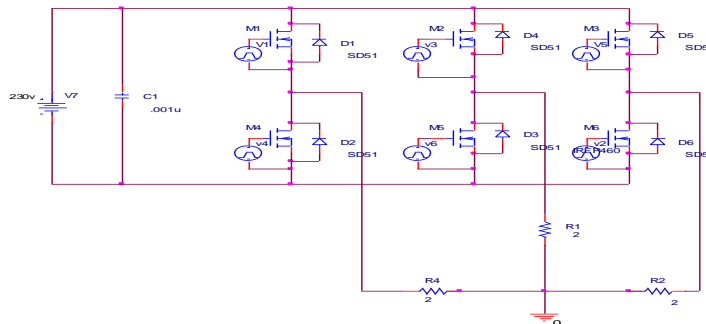 M1
V1
D1
SD51
M2
v3
D4
SD51
M3
V5
D5
SD5
230v
V7
C1
.001u
M4
v4
D2
SD51
M5
v6
D3
SD51
M6
v2
IRFP460
D6
SD5
R1
2
R4
2
R2
2
0